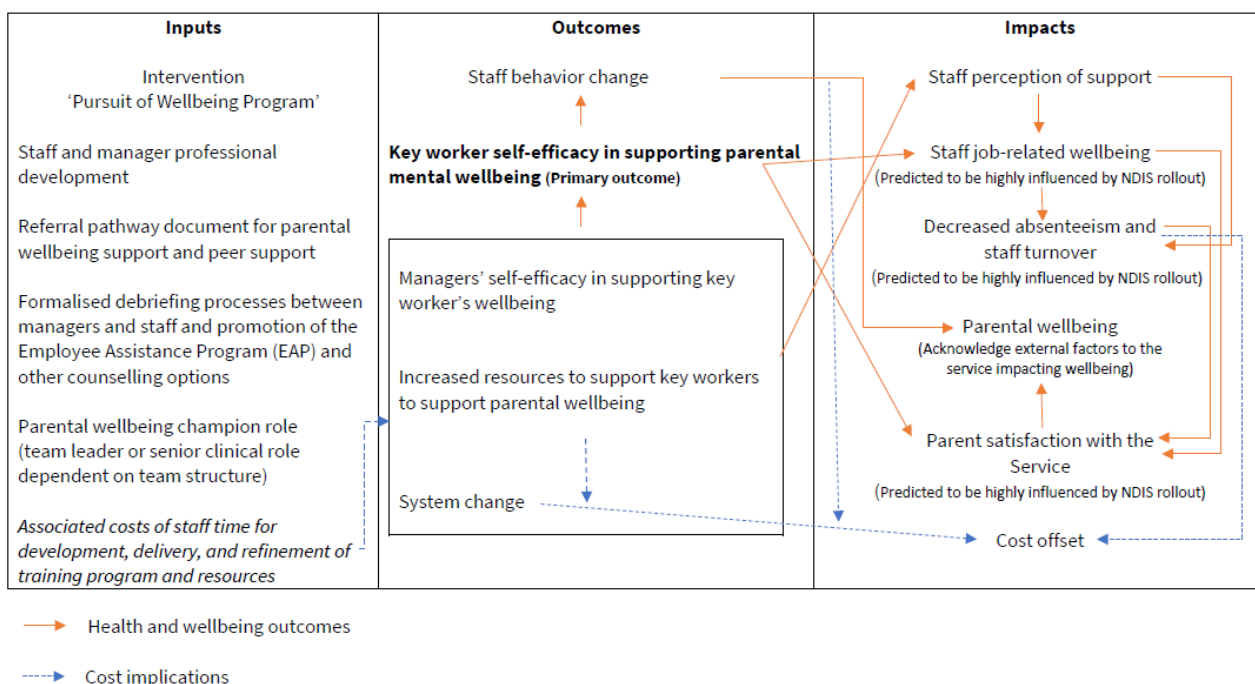 Inputs
Intervention
‘Pursuit of Wellbeing Program’
Staff and manager professional
development
Referral pathway document for parental
wellbeing support and peer support
Formalised debriefing processes between
managers and staff and promotion of the
Employee Assistance Program (EAP) and
other counselling options
Parental wellbeing champion role
(team leader or senior clinical role
dependent on team structure)
Associated costs of staff time for
development, delivery, and refinement of
training program and resources
Outcomes
Staff behavior change
Key worker self-efficacy in supporting parental
mental wellbeing (Primary outcome)
Managers’ self-efficacy in supporting key
worker’s wellbeing
Increased resources to support key workers
to support parental wellbeing
System change
Impacts
Staff perception of support
Staff job-related wellbeing
(Predicted to be highly influenced by NDIS rollout)
Decreased absenteeism and
staff turnover
(Predicted to be highly influenced by NDIS rollout)
Parental wellbeing
(Acknowledge external factors to the
service impacting wellbeing)
Parent satisfaction with the
Service
(Predicted to be highly influenced by NDIS rollout)
Cost offset
Health and wellbeing outcomes
Cost implications